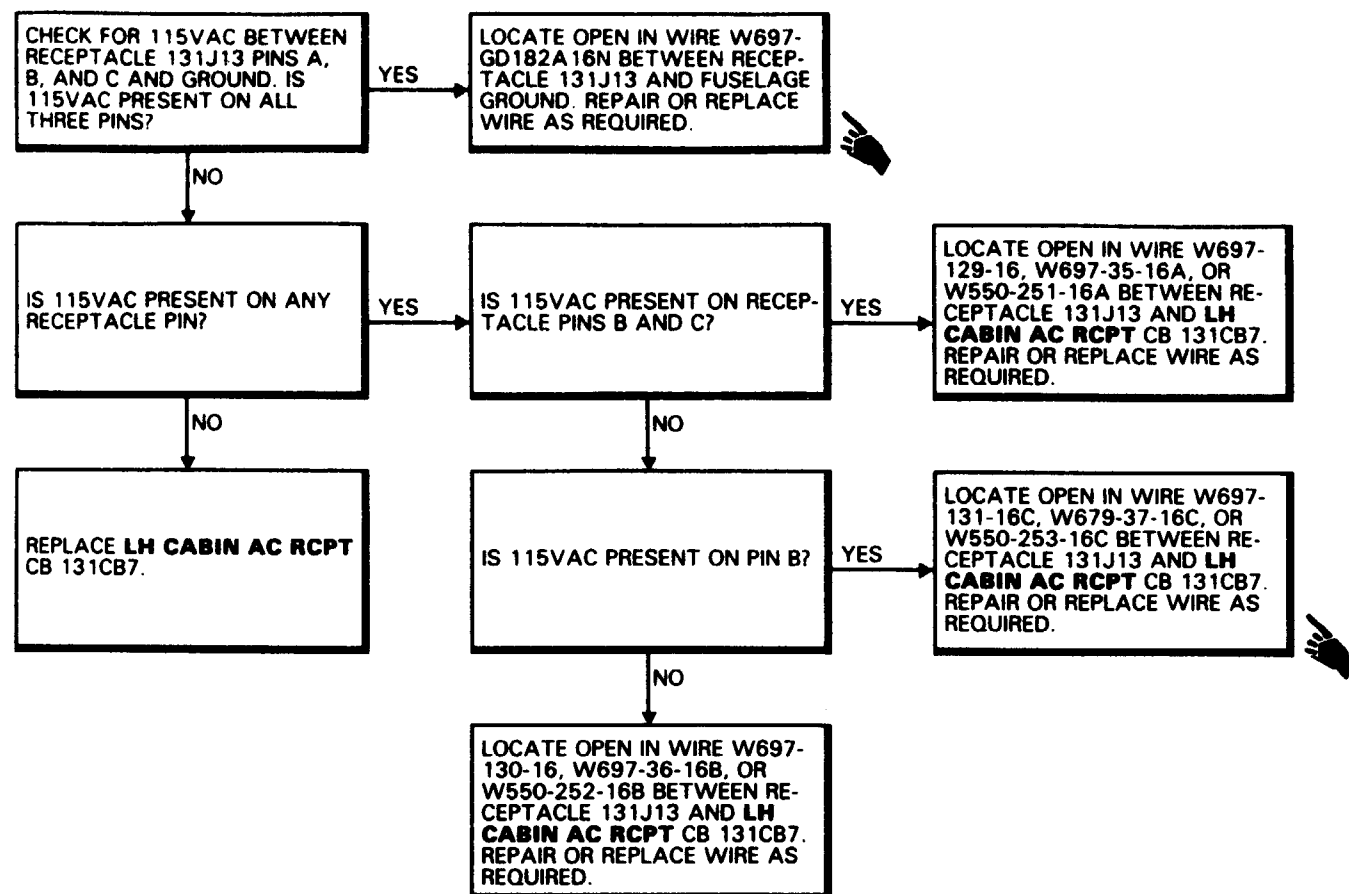 CHECK FOR 115VAC BETWEEN
RECEPTACLE 131J13 PINS A,
B, AND C AND GROUND. IS
115VAC PRESENT ON ALL
THREE PINS?
YES
LOCATE OPEN IN WIRE W697-
GD182A16N BETWEEN RECEP-
TACLE 131J13 AND FUSELAGE
GROUND. REPAIR OR REPLACE
WIRE AS REQUIRED.
NO
IS 115VAC PRESENT ON ANY
RECEPTACLE PIN?
YES
IS 115VAC PRESENT ON RECEP-
TACLE PINS B AND C?
YES
LOCATE OPEN IN WIRE W697-
129-16, W697-35-16A, OR
W550-251-16A BETWEEN RE-
CEPTACLE 131J13 AND LH
CABIN AC RCPT CB 131CB7.
REPAIR OR REPLACE WIRE AS
REQUIRED.
NO
NO
REPLACE LH CABIN AC RCPT
CB 131CB7.
IS 115VAC PRESENT ON PIN B?
YES
LOCATE OPEN IN WIRE W697-
131-16C, W679-37-16C, OR
W550-253-16C BETWEEN RE-
CEPTACLE 131J13 AND LH
CABIN AC RCPT CB 131CB7.
REPAIR OR REPLACE WIRE AS
REQUIRED.
NO
LOCATE OPEN IN WIRE W697-
130-16, W697-36-16B, OR
W550-252-16B BETWEEN RE-
CEPTACLE 131J13 AND LH
CABIN AC RCPT CB 131CB7.
REPAIR OR REPLACE WIRE AS
REQUIRED.